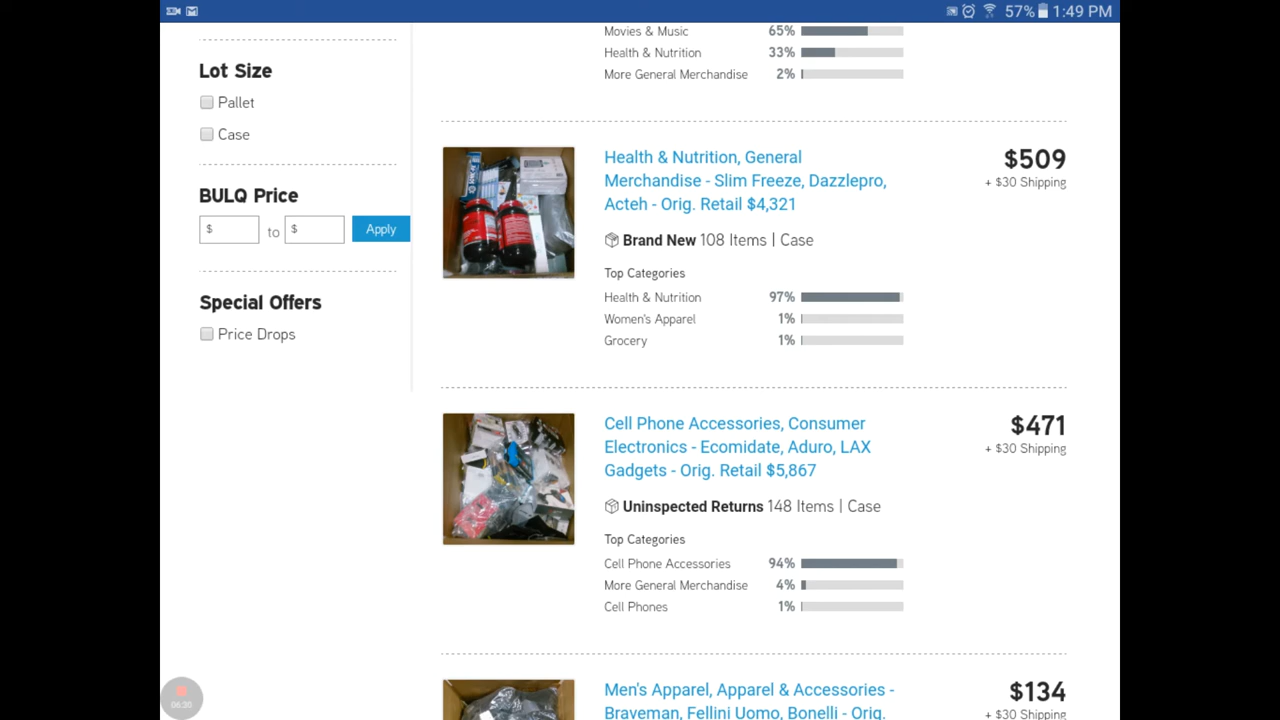 57% 1:49 PM
Lot Size
Pallet
Case
BULQ Price
$ to $ Apply
Special Offers
Price Drops
Movies & Music 65%
Health & Nutrition 33%
More General Merchandise 2%
Health & Nutrition, General
Merchandise - Slim Freeze, Dazzlepro,
Acteh - Orig. Retail $4,321
$509
+ $30 Shipping
Brand New 108 Items | Case
Top Categories
Health & Nutrition 97%
Women's Apparel 1%
Grocery 1%
Cell Phone Accessories, Consumer
Electronics - Ecomidate, Aduro, LAX
Gadgets - Orig. Retail $5,867
$471
+ $30 Shipping
Uninspected Returns 148 Items | Case
Top Categories
Cell Phone Accessories 94%
More General Merchandise 4%
Cell Phones 1%
Men's Apparel, Apparel & Accessories -
Braveman, Fellini Uomo, Bonelli - Orig.
$134
+ $30 Shipping